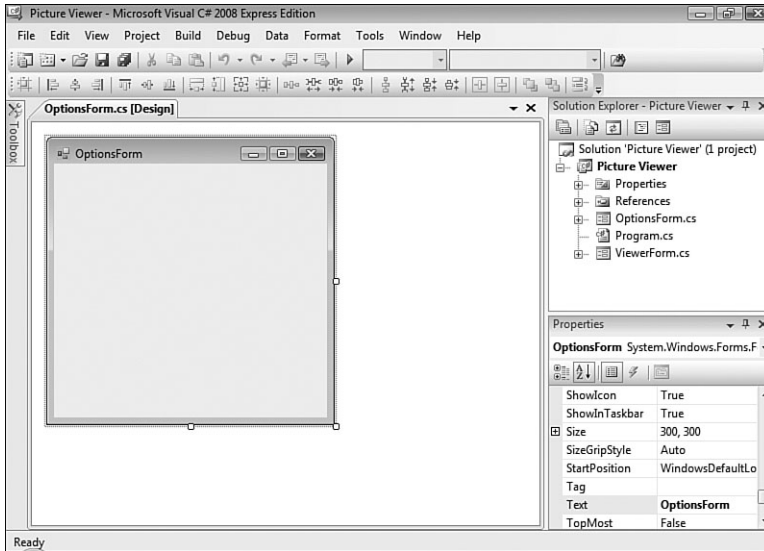 Picture Viewer - Microsoft Visual C# 2008 Express Edition
File Edit View Project Build Debug Data Format Tools Window Help
Toolbox
OptionsForm.cs [Design]
OptionsForm
Solution Explorer - Picture Viewer
Solution 'Picture Viewer' (1 project)
Picture Viewer
Properties
References
OptionsForm.cs
Program.cs
ViewerForm.cs
Properties
OptionsForm System.Windows.Forms.F
ShowIcon True
ShowInTaskbar True
Size 300, 300
SizeGripStyle Auto
StartPosition WindowsDefaultLo
Tag
Text OptionsForm
TopMost False
Ready